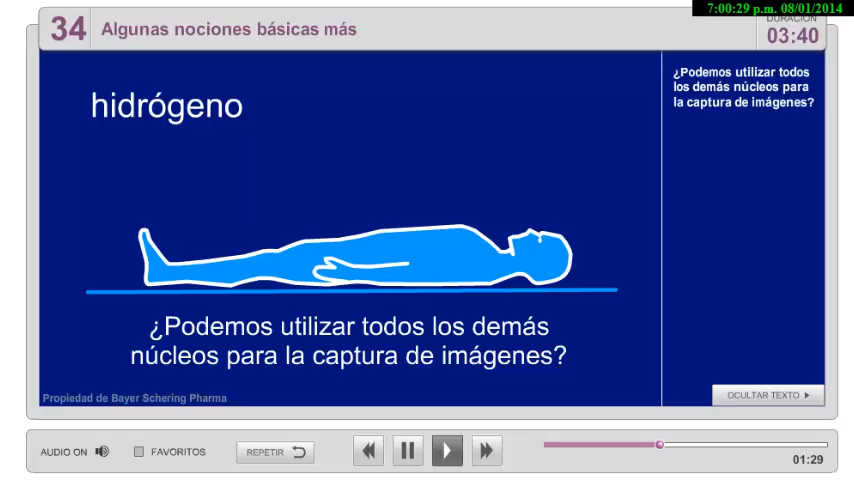 7:00:29 p.m. 08/01/2014
34 Algunas nociones básicas más
DURACIÓN
03:40
hidrógeno
¿Podemos utilizar todos
los demás núcleos para
la captura de imágenes?
¿Podemos utilizar todos los demás
núcleos para la captura de imágenes?
Propiedad de Bayer Schering Pharma
OCULTAR TEXTO
AUDIO ON
FAVORITOS
REPETIR
01:29